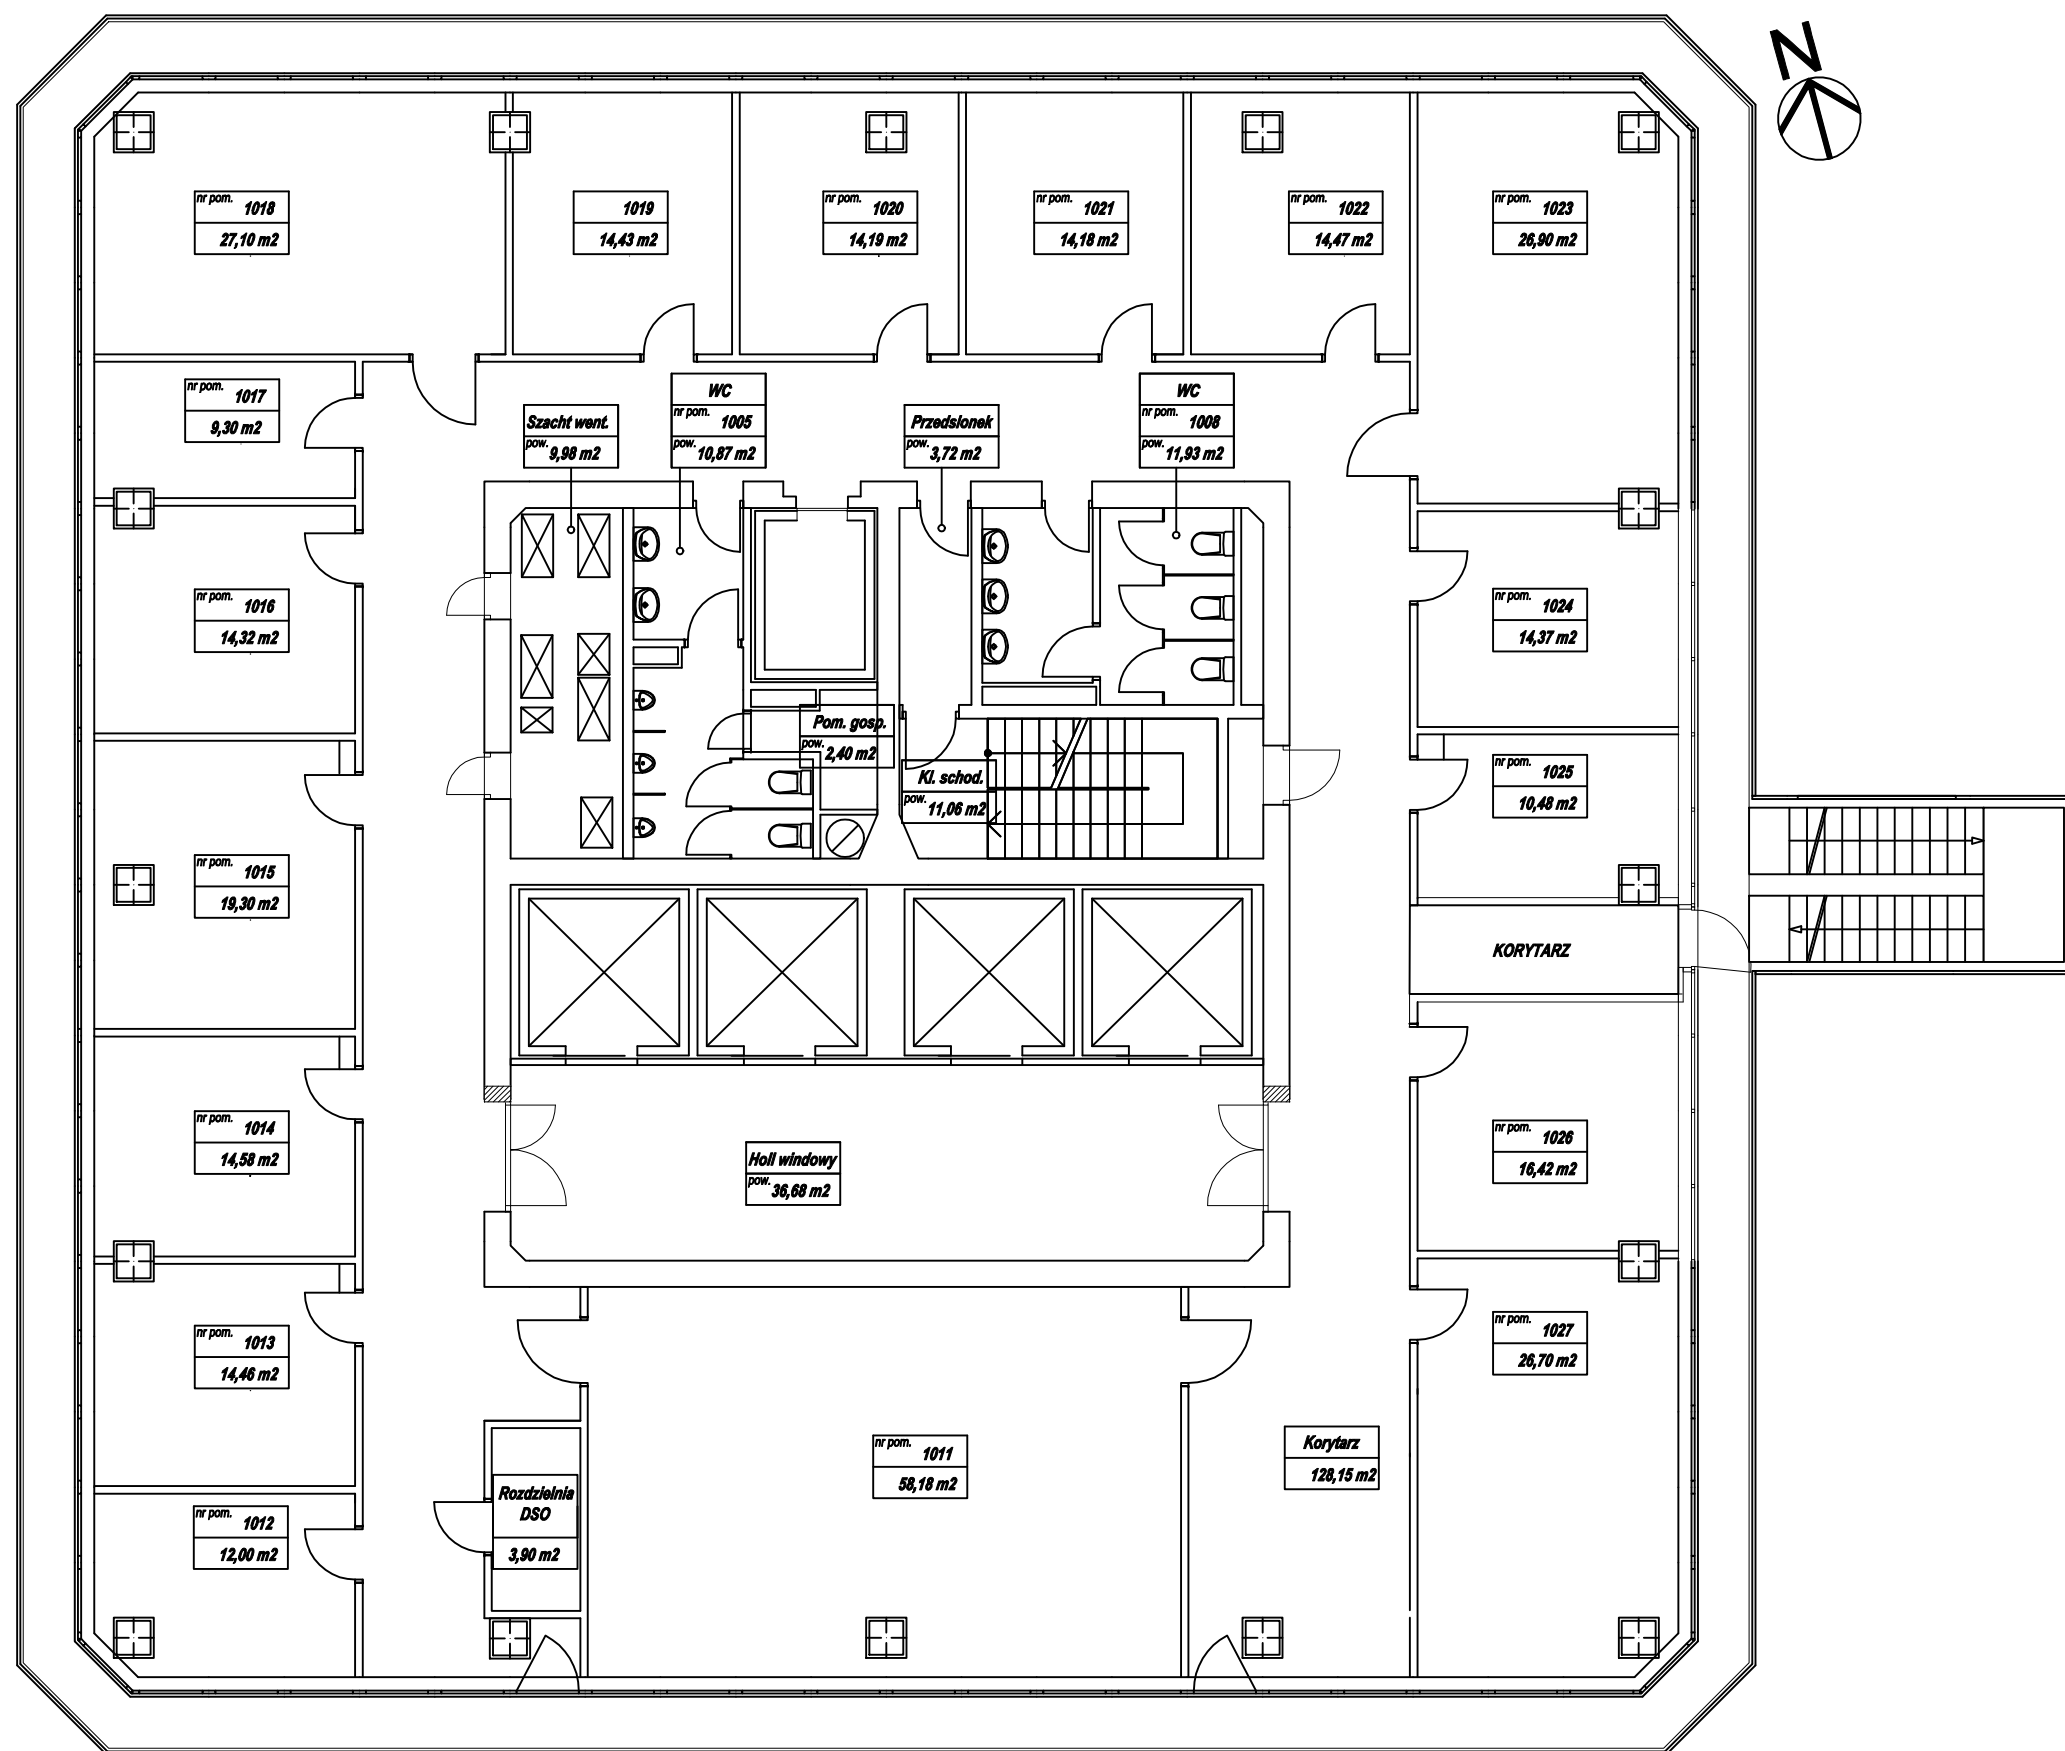 N
nr pom. 1018
27,10 m2
1019
14,43 m2
nr pom. 1020
14,19 m2
nr pom. 1021
14,18 m2
nr pom. 1022
14,47 m2
nr pom. 1023
26,90 m2
nr pom. 1017
9,30 m2
Szacht went.
pow. 9,98 m2
WC
nr pom. 1005
pow. 10,87 m2
Przedsionek
pow. 3,72 m2
WC
nr pom. 1008
pow. 11,93 m2
nr pom. 1016
14,32 m2
nr pom. 1024
14,37 m2
Pom. gosp.
pow. 2,40 m2
Kl. schod.
pow. 11,06 m2
nr pom. 1025
10,48 m2
nr pom. 1015
19,30 m2
KORYTARZ
nr pom. 1014
14,58 m2
Holl windowy
pow. 36,68 m2
nr pom. 1026
16,42 m2
nr pom. 1013
14,46 m2
nr pom. 1027
26,70 m2
nr pom. 1011
58,18 m2
Korytarz
128,15 m2
Rozdzielnia
DSO
3,90 m2
nr pom. 1012
12,00 m2